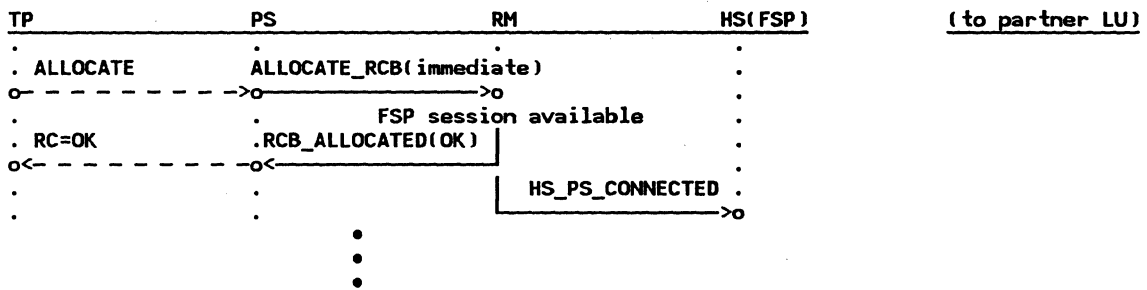 TP PS RM HS(FSP) (to partner LU)
ALLOCATE ALLOCATE_RCB(immediate)
FSP session available
RC=OK RCB_ALLOCATED(OK)
HS_PS_CONNECTED